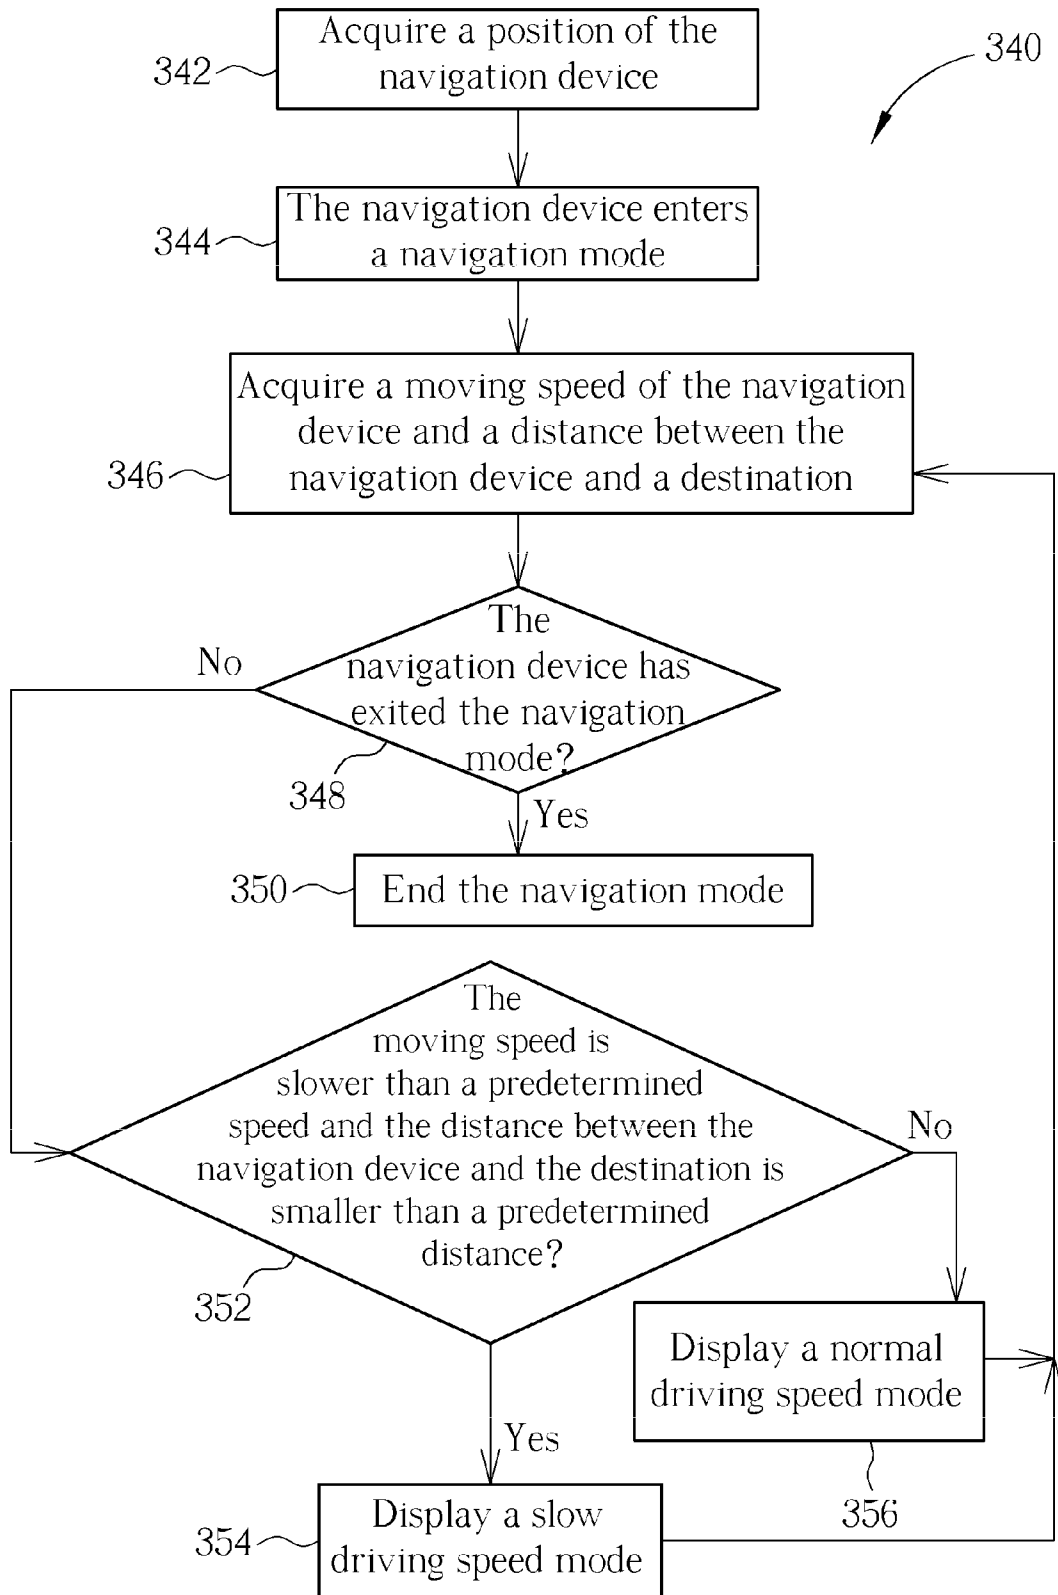 Acquire a position of the
navigation device
342
340
The navigation device enters
a navigation mode
344
Acquire a moving speed of the navigation
device and a distance between the
navigation device and a destination
346
The
navigation device has
exited the navigation
mode?
No
348
Yes
End the navigation mode
350
The
moving speed is
slower than a predetermined
speed and the distance between the
navigation device and the destination is
smaller than a predetermined
distance?
No
352
Display a normal
driving speed mode
356
Yes
Display a slow
driving speed mode
354